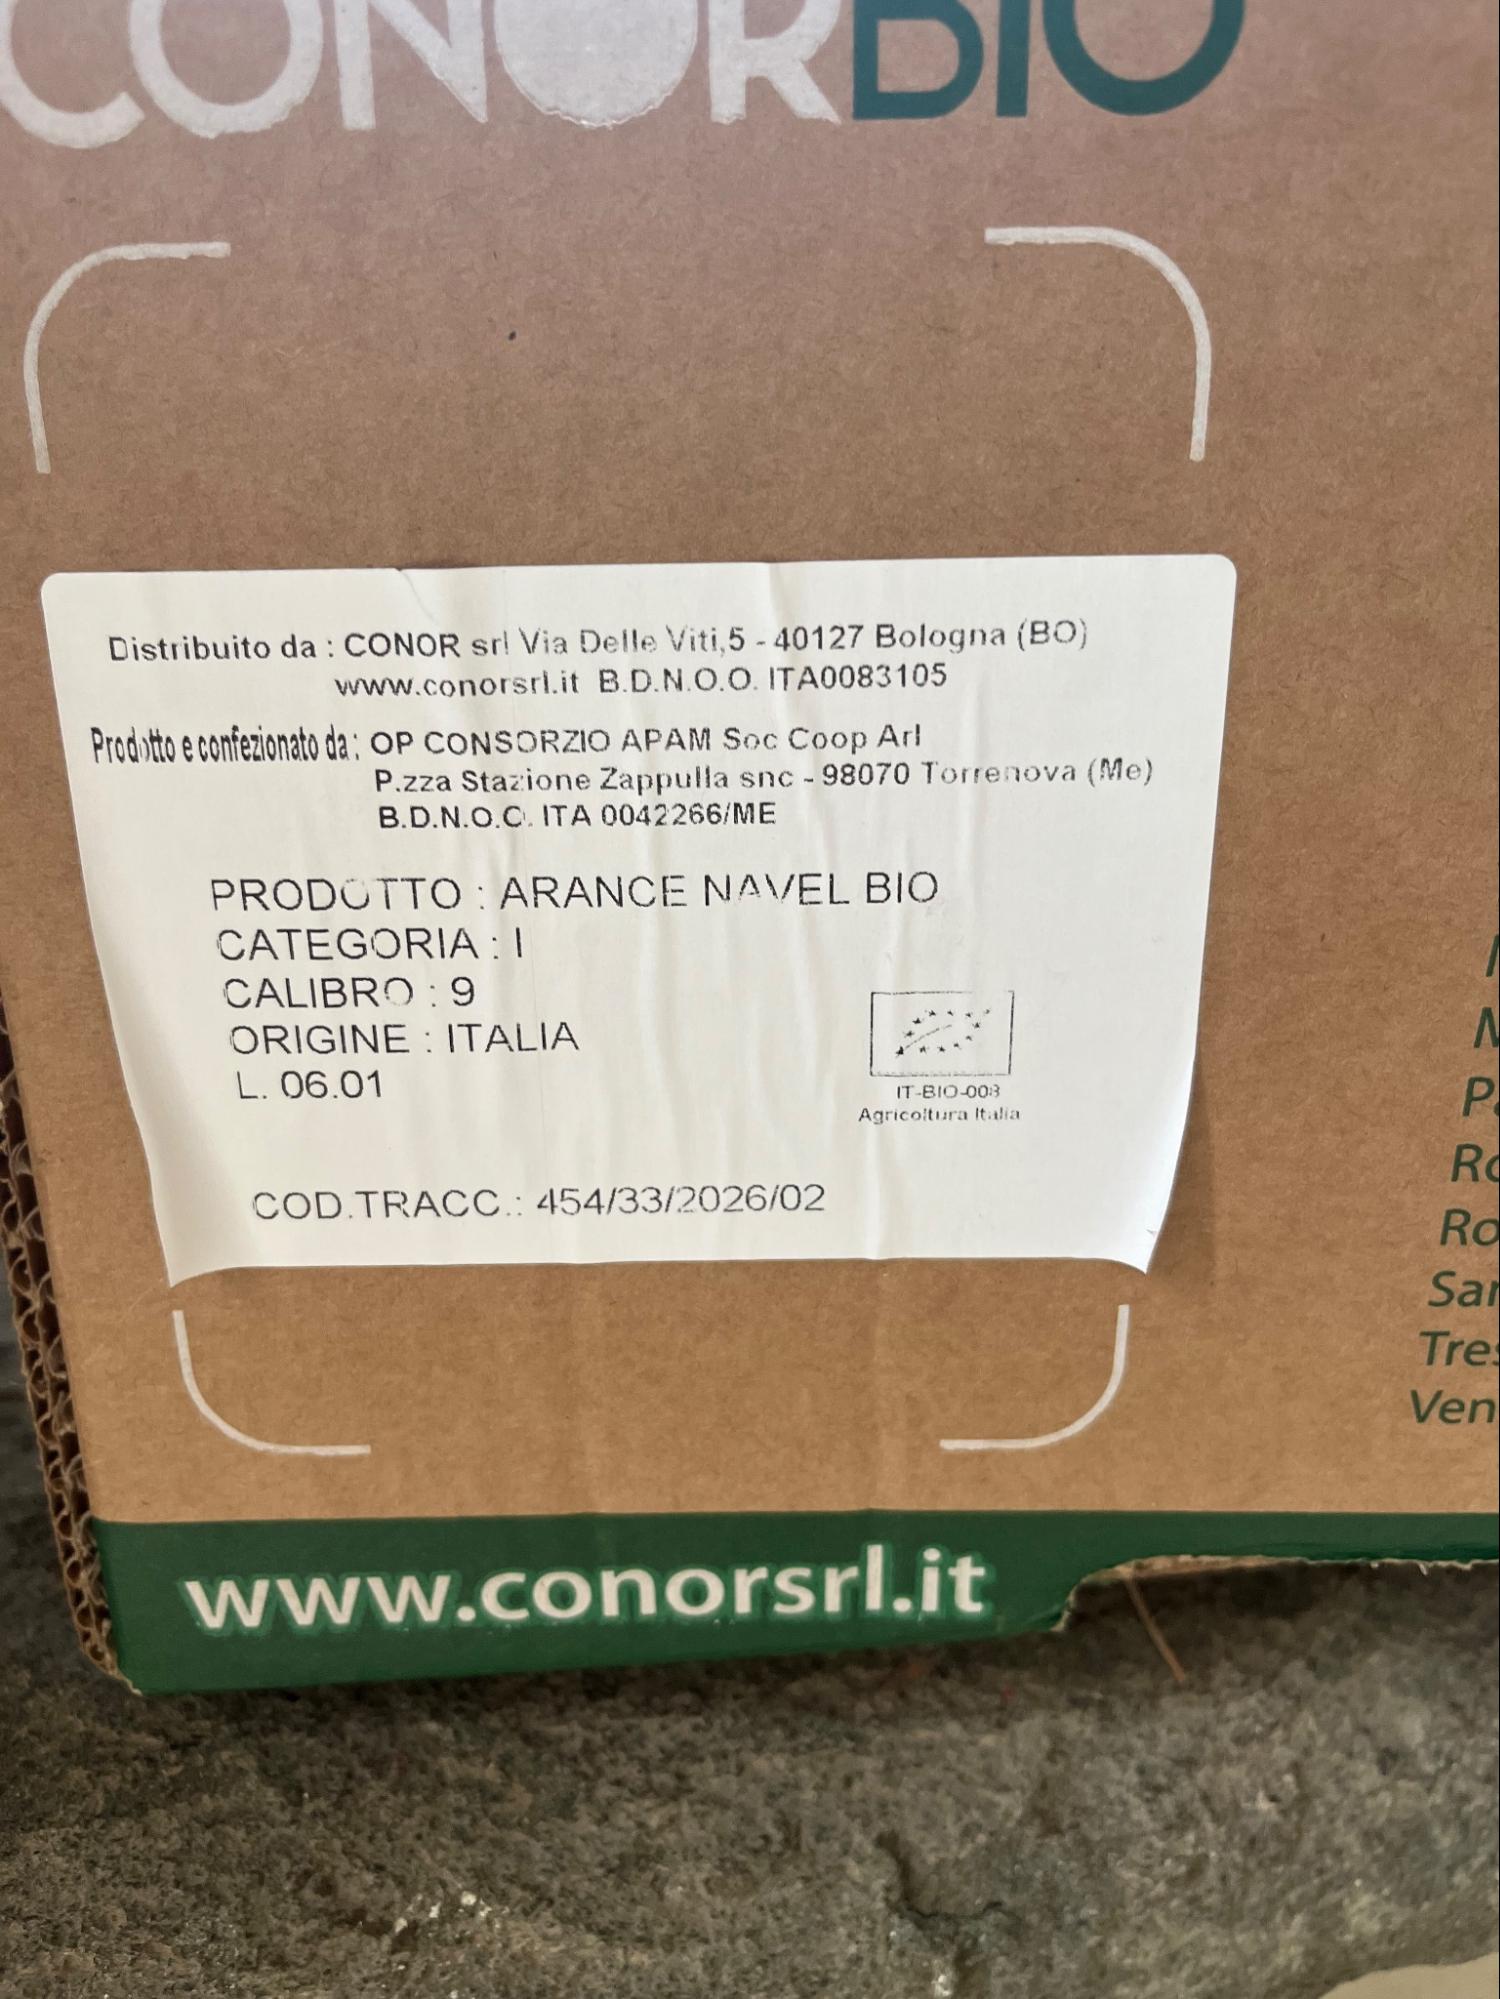 CONORBIO
Distribuito da : CONOR srl Via Delle Viti,5 - 40127 Bologna (BO)
www.conorsrl.it B.D.N.O.O. ITA0083105
Prodotto e confezionato da : OP CONSORZIO APAM Soc Coop Arl
P.zza Stazione Zappulla snc - 98070 Torrenova (Me)
B.D.N.O.O. ITA 0042266/ME
PRODOTTO : ARANCE NAVEL BIO
CATEGORIA : I
CALIBRO : 9
ORIGINE : ITALIA
L. 06.01
IT-BIO-008
Agricoltura Italia
COD.TRACC.: 454/33/2026/02
www.conorsrl.it